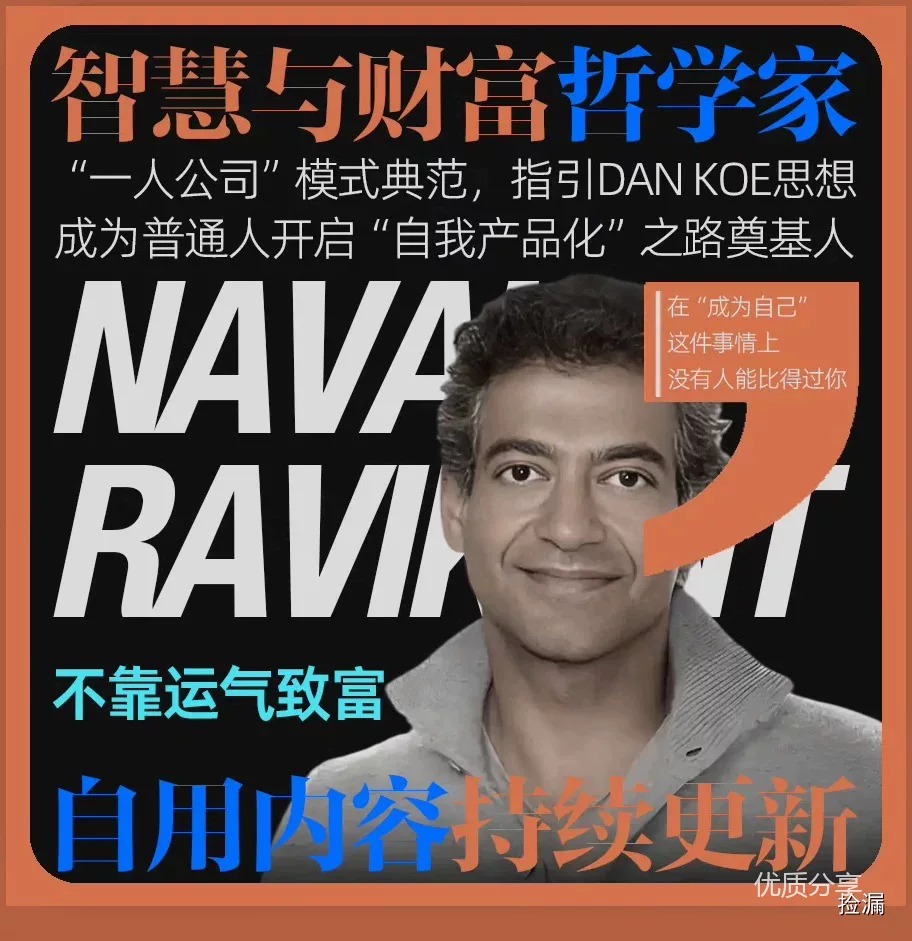 智慧与财富哲学家
“一人公司”模式典范，指引DAN KOE思想
成为普通人开启“自我产品化”之路奠基人
NAVAL
RAVIKANT
在“成为自己”
这件事情上
没有人能比得过你
不靠运气致富
自用内容持续更新
优质分享
捡漏